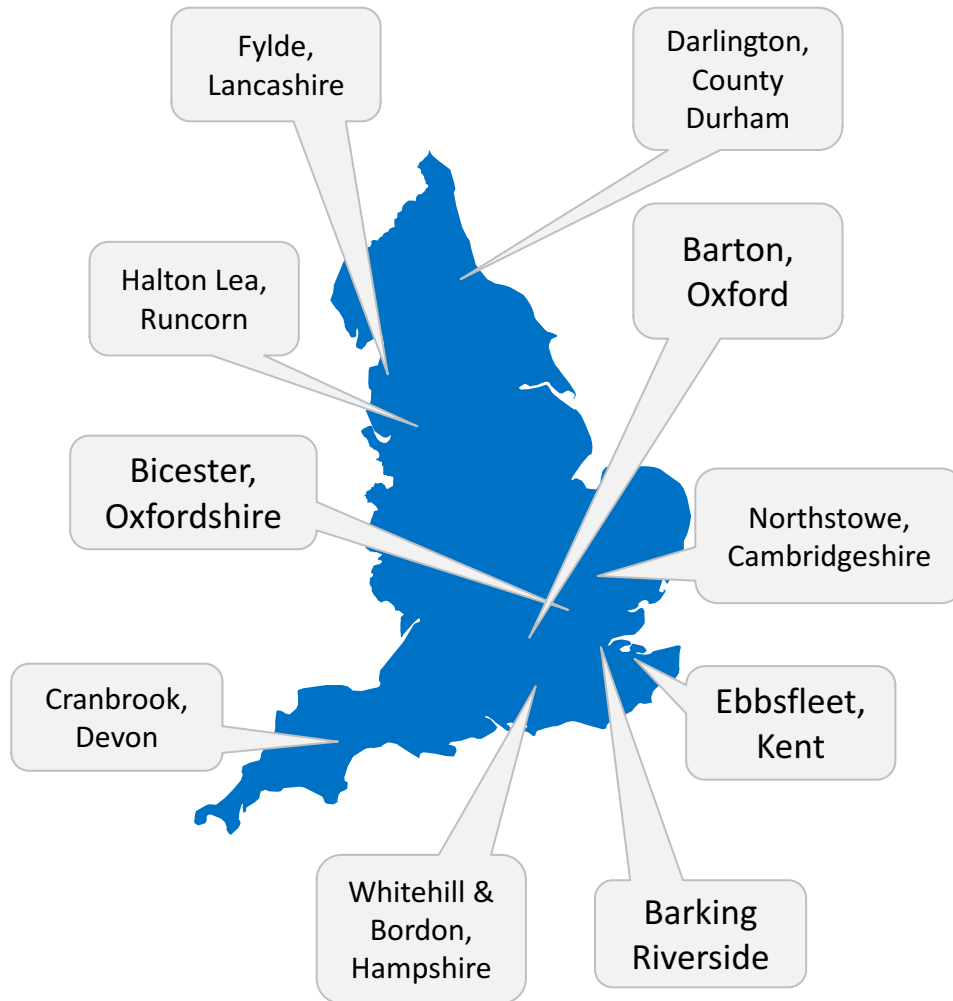 Fylde,
Lancashire
Darlington,
County
Durham
Barton,
Oxford
Halton Lea,
Runcorn
Bicester,
Oxfordshire
Northstowe,
Cambridgeshire
Cranbrook,
Devon
Ebbsfleet,
Kent
Whitehill &
Bordon,
Hampshire
Barking
Riverside